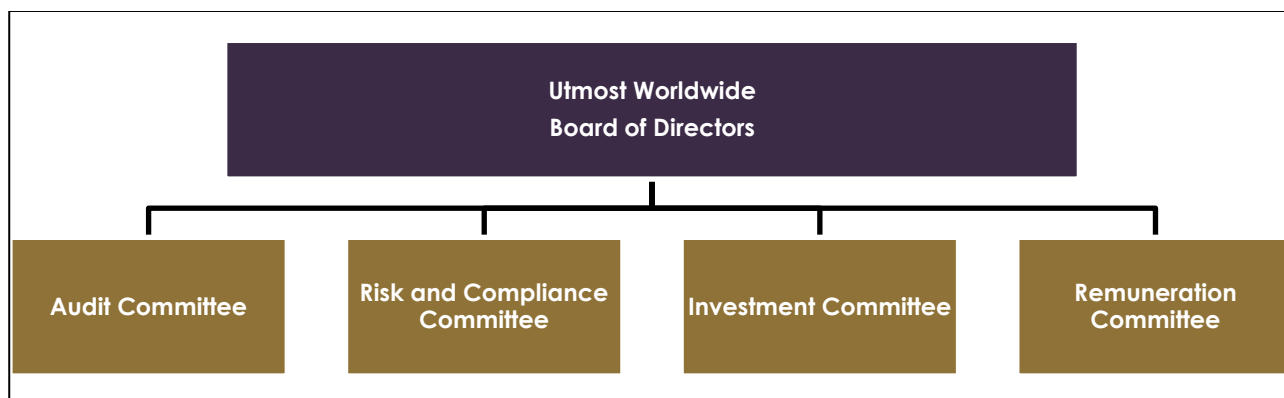 Utmost Worldwide
Board of Directors
Audit Committee
Risk and Compliance
Committee
Investment Committee
Remuneration
Committee